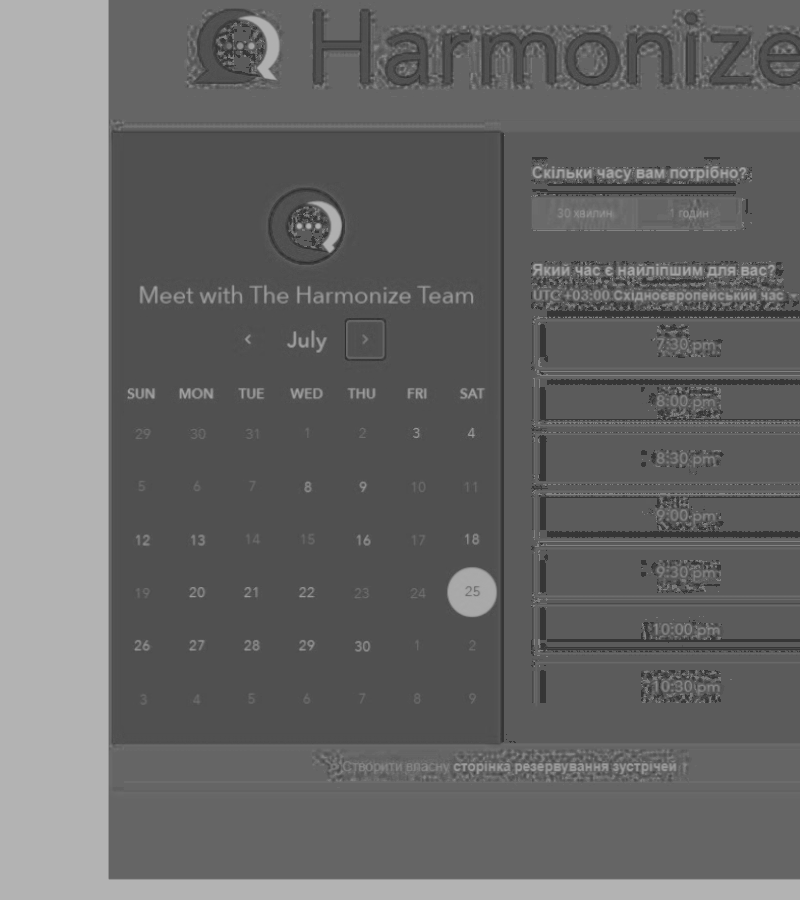 Harmonize
Meet with The Harmonize Team
‹ July ›
SUN MON TUE WED THU FRI SAT
29 30 31 1 2 3 4
5 6 7 8 9 10 11
12 13 14 15 16 17 18
19 20 21 22 23 24 25
26 27 28 29 30 1 2
3 4 5 6 7 8 9
Скільки часу вам потрібно?
30 хвилин 1 годин
Який час є найліпшим для вас?
UTC +03:00 Східноєвропейський час
7:30 pm
8:00 pm
8:30 pm
9:00 pm
9:30 pm
10:00 pm
10:30 pm
Створити власну сторінка резервування зустрічей